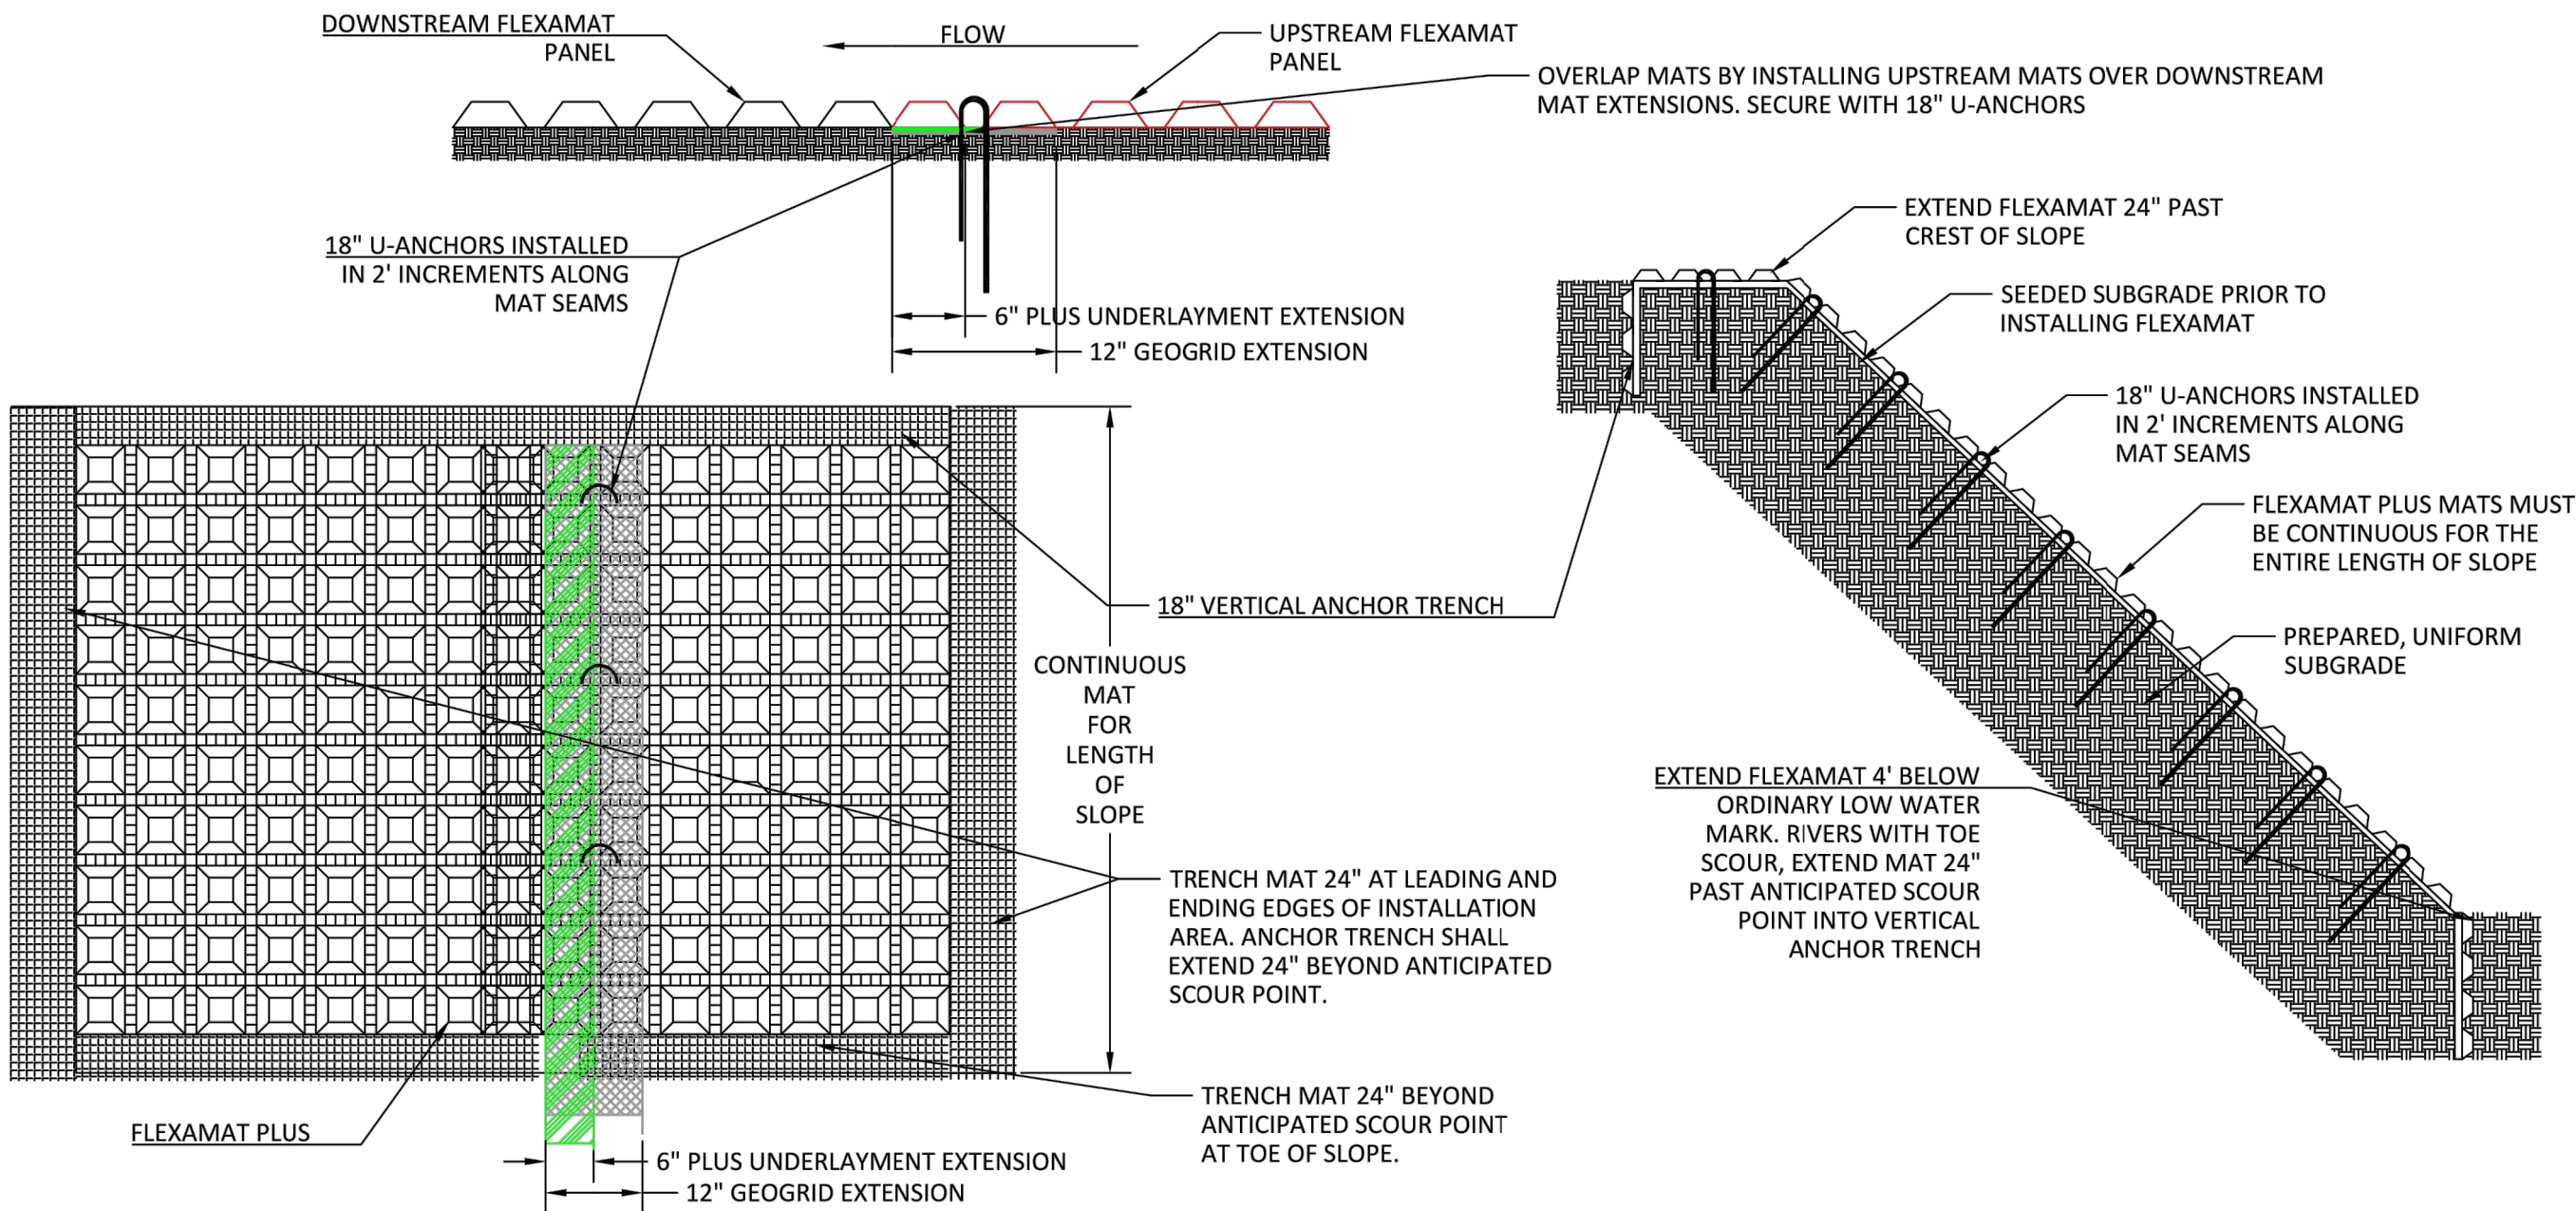 DOWNSTREAM FLEXAMAT
PANEL
FLOW
UPSTREAM FLEXAMAT
PANEL
OVERLAP MATS BY INSTALLING UPSTREAM MATS OVER DOWNSTREAM
MAT EXTENSIONS. SECURE WITH 18" U-ANCHORS
18" U-ANCHORS INSTALLED
IN 2' INCREMENTS ALONG
MAT SEAMS
6" PLUS UNDERLAYMENT EXTENSION
12" GEOGRID EXTENSION
EXTEND FLEXAMAT 24" PAST
CREST OF SLOPE
SEEDED SUBGRADE PRIOR TO
INSTALLING FLEXAMAT
18" U-ANCHORS INSTALLED
IN 2' INCREMENTS ALONG
MAT SEAMS
FLEXAMAT PLUS MATS MUST
BE CONTINUOUS FOR THE
ENTIRE LENGTH OF SLOPE
18" VERTICAL ANCHOR TRENCH
PREPARED, UNIFORM
SUBGRADE
CONTINUOUS
MAT
FOR
LENGTH
OF
SLOPE
EXTEND FLEXAMAT 4' BELOW
ORDINARY LOW WATER
MARK. RIVERS WITH TOE
SCOUR, EXTEND MAT 24"
PAST ANTICIPATED SCOUR
POINT INTO VERTICAL
ANCHOR TRENCH
TRENCH MAT 24" AT LEADING AND
ENDING EDGES OF INSTALLATION
AREA. ANCHOR TRENCH SHALL
EXTEND 24" BEYOND ANTICIPATED
SCOUR POINT.
TRENCH MAT 24" BEYOND
ANTICIPATED SCOUR POINT
AT TOE OF SLOPE.
FLEXAMAT PLUS
6" PLUS UNDERLAYMENT EXTENSION
12" GEOGRID EXTENSION